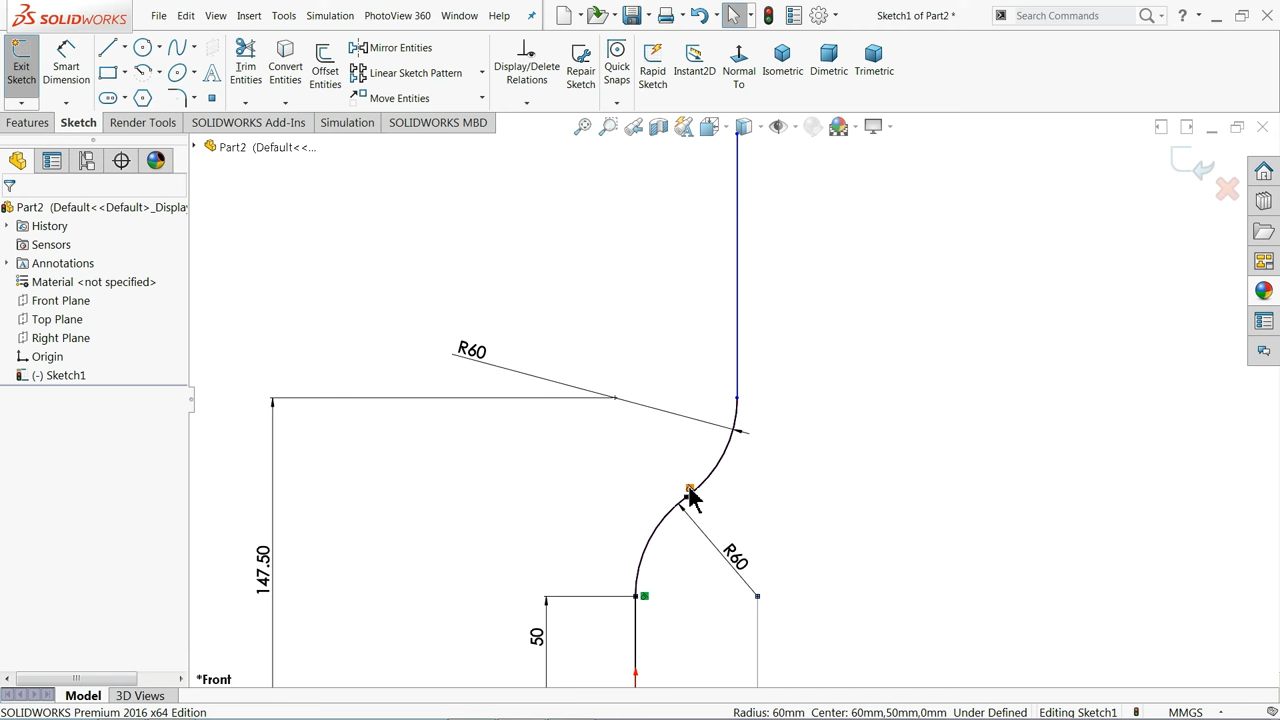 SOLIDWORKS
File Edit View Insert Tools Simulation PhotoView 360 Window Help
Sketch1 of Part2 *
Search Commands
Exit Sketch
Smart Dimension
Trim Entities
Convert Entities
Offset Entities
Mirror Entities
Linear Sketch Pattern
Move Entities
Display/Delete Relations
Repair Sketch
Quick Snaps
Rapid Sketch
Instant2D
Normal To
Isometric
Dimetric
Trimetric
Features Sketch Render Tools SOLIDWORKS Add-Ins Simulation SOLIDWORKS MBD
Part2 (Default<<...
Part2 (Default<<Default>_Displa
History
Sensors
Annotations
Material <not specified>
Front Plane
Top Plane
Right Plane
Origin
(-) Sketch1
R60
R60
147.50
50
*Front
Model 3D Views
SOLIDWORKS Premium 2016 x64 Edition
Radius: 60mm Center: 60mm,50mm,0mm Under Defined Editing Sketch1 MMGS